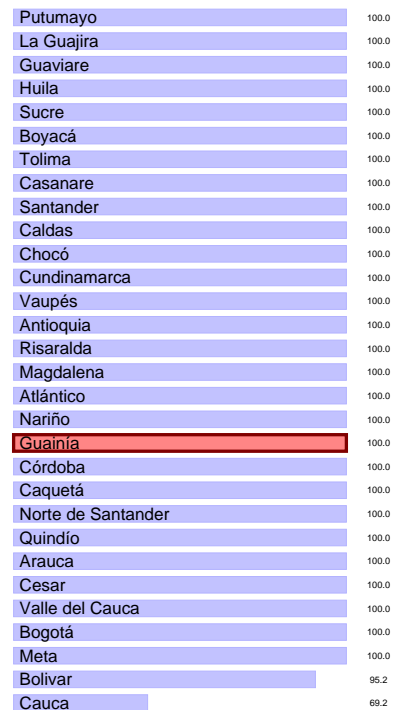 Putumayo 100.0
La Guajira 100.0
Guaviare 100.0
Huila 100.0
Sucre 100.0
Boyacá 100.0
Tolima 100.0
Casanare 100.0
Santander 100.0
Caldas 100.0
Chocó 100.0
Cundinamarca 100.0
Vaupés 100.0
Antioquia 100.0
Risaralda 100.0
Magdalena 100.0
Atlántico 100.0
Nariño 100.0
Guainía 100.0
Córdoba 100.0
Caquetá 100.0
Norte de Santander 100.0
Quindío 100.0
Arauca 100.0
Cesar 100.0
Valle del Cauca 100.0
Bogotá 100.0
Meta 100.0
Bolivar 95.2
Cauca 69.2